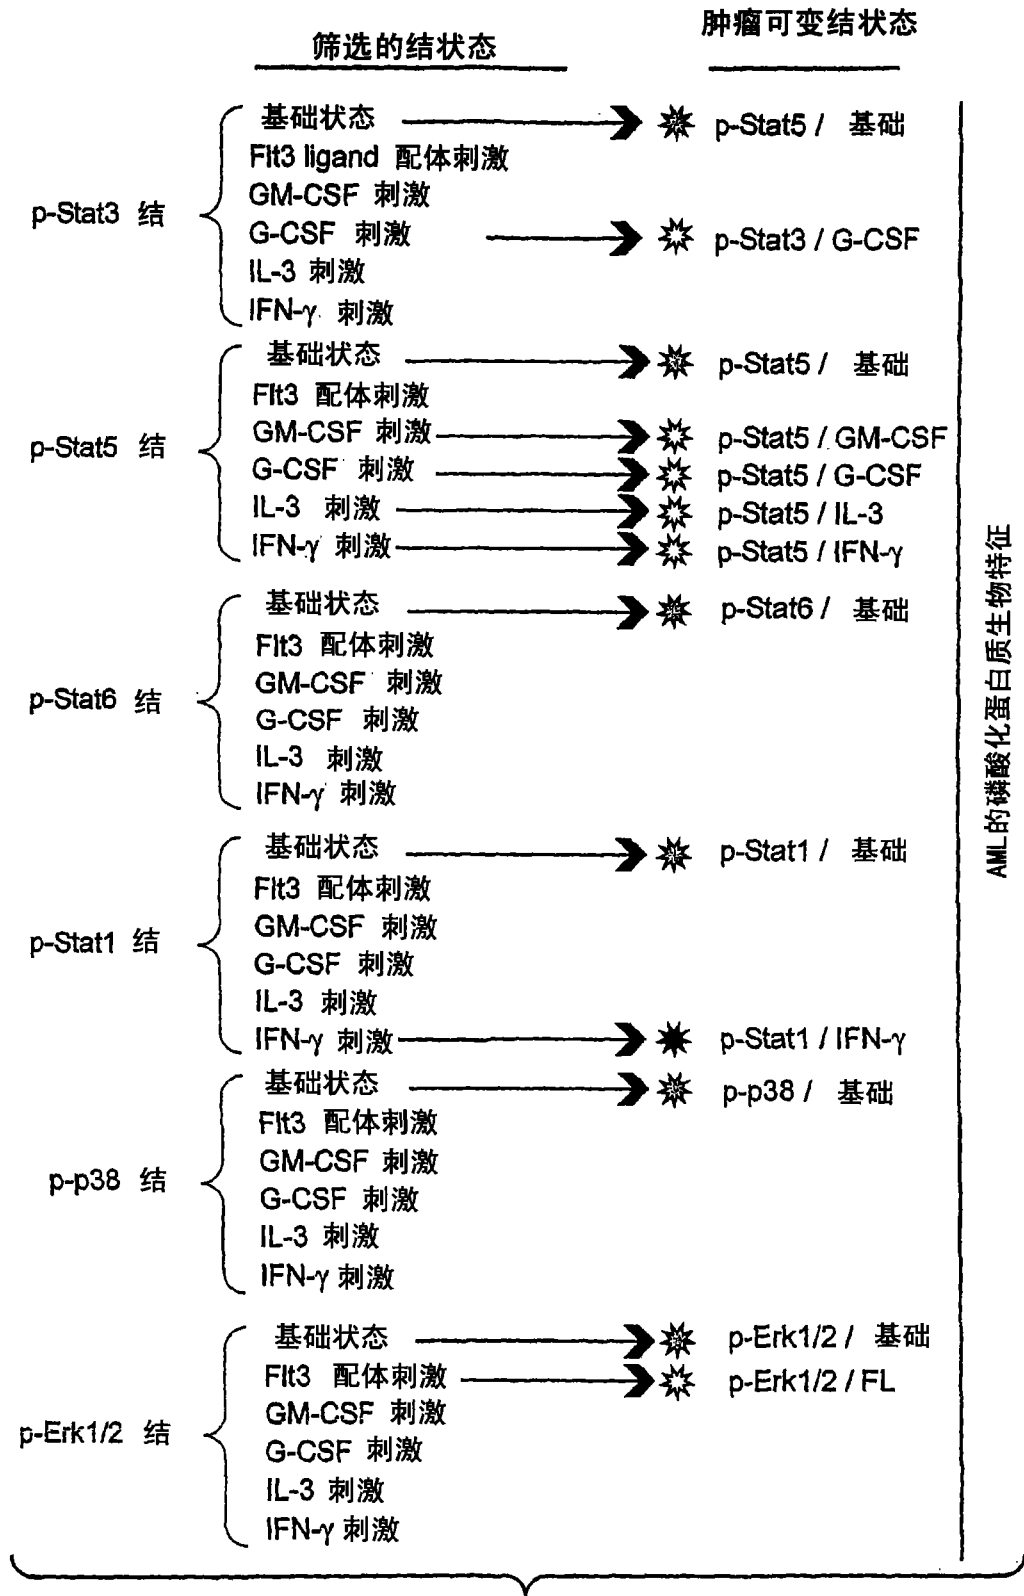 筛选的结状态
肿瘤可变结状态
p-Stat3 结
基础状态
p-Stat5 / 基础
Flt3 ligand 配体刺激
GM-CSF 刺激
G-CSF 刺激
p-Stat3 / G-CSF
IL-3 刺激
IFN-γ 刺激
p-Stat5 结
基础状态
p-Stat5 / 基础
Flt3 配体刺激
GM-CSF 刺激
p-Stat5 / GM-CSF
G-CSF 刺激
p-Stat5 / G-CSF
IL-3 刺激
p-Stat5 / IL-3
IFN-γ 刺激
p-Stat5 / IFN-γ
p-Stat6 结
基础状态
p-Stat6 / 基础
Flt3 配体刺激
GM-CSF 刺激
G-CSF 刺激
IL-3 刺激
IFN-γ 刺激
p-Stat1 结
基础状态
p-Stat1 / 基础
Flt3 配体刺激
GM-CSF 刺激
G-CSF 刺激
IL-3 刺激
IFN-γ 刺激
p-Stat1 / IFN-γ
p-p38 结
基础状态
p-p38 / 基础
Flt3 配体刺激
GM-CSF 刺激
G-CSF 刺激
IL-3 刺激
IFN-γ 刺激
p-Erk1/2 结
基础状态
p-Erk1/2 / 基础
Flt3 配体刺激
p-Erk1/2 / FL
GM-CSF 刺激
G-CSF 刺激
IL-3 刺激
IFN-γ 刺激
AML的磷酸化蛋白质生物特征